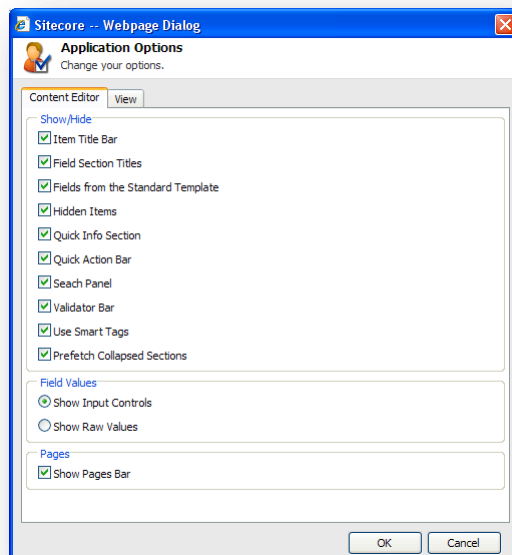 Sitecore -- Webpage Dialog
Application Options
Change your options.
Content Editor View
Show/Hide
Item Title Bar
Field Section Titles
Fields from the Standard Template
Hidden Items
Quick Info Section
Quick Action Bar
Seach Panel
Validator Bar
Use Smart Tags
Prefetch Collapsed Sections
Field Values
Show Input Controls
Show Raw Values
Pages
Show Pages Bar
OK Cancel